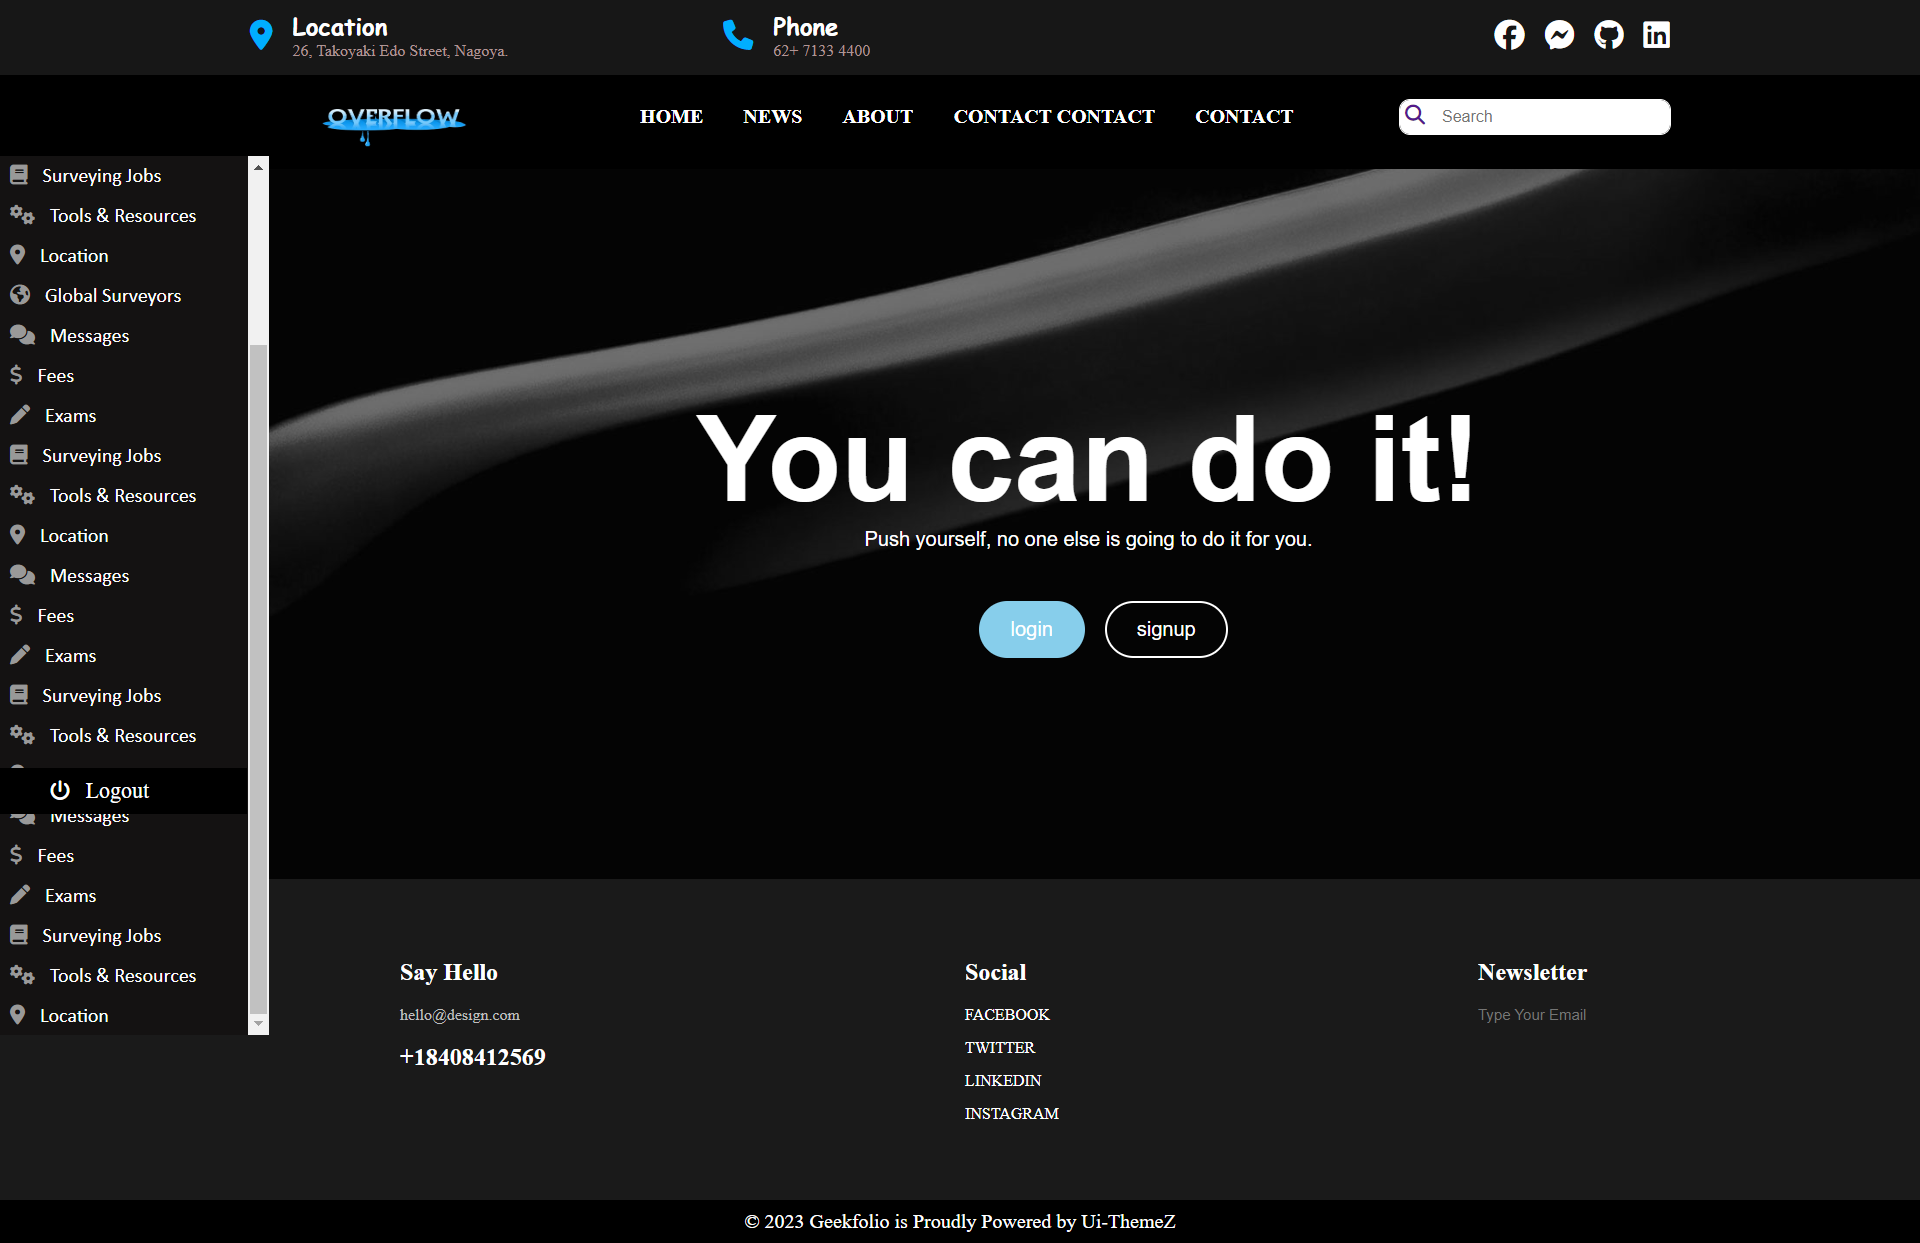 Location
26, Takoyaki Edo Street, Nagoya.
Phone
62+ 7133 4400
OVERFLOW
HOME NEWS ABOUT CONTACT CONTACT CONTACT
Search
Surveying Jobs
Tools & Resources
Location
Global Surveyors
Messages
Fees
Exams
Surveying Jobs
Tools & Resources
Location
Messages
Fees
Exams
Surveying Jobs
Tools & Resources
Logout
Messages
Fees
Exams
Surveying Jobs
Tools & Resources
Location
You can do it!
Push yourself, no one else is going to do it for you.
login signup
Say Hello
hello@design.com
+18408412569
Social
FACEBOOK
TWITTER
LINKEDIN
INSTAGRAM
Newsletter
Type Your Email
© 2023 Geekfolio is Proudly Powered by Ui-ThemeZ